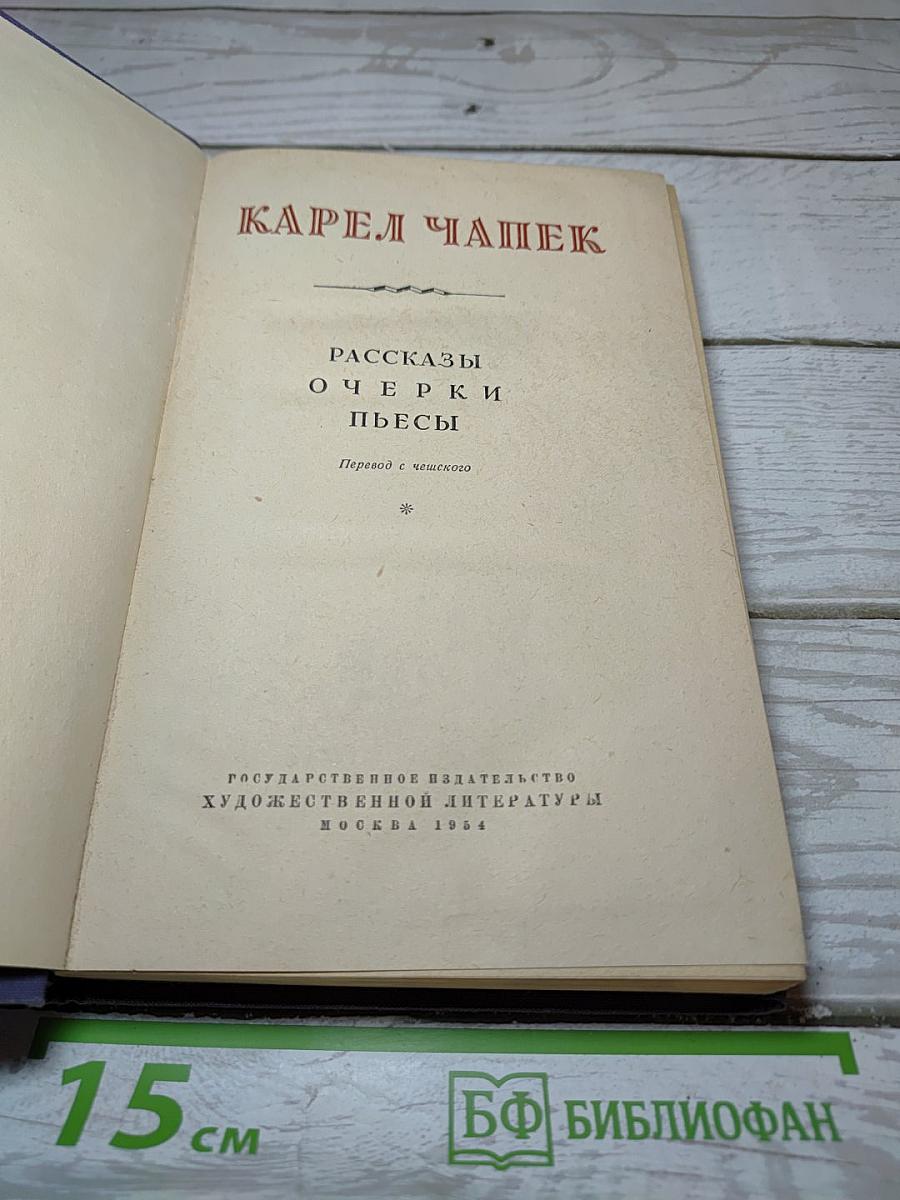 КАРЕЛ ЧАПЕК
РАССКАЗЫ
ОЧЕРКИ
ПЬЕСЫ
Перевод с чешского
ГОСУДАРСТВЕННОЕ ИЗДАТЕЛЬСТВО
ХУДОЖЕСТВЕННОЙ ЛИТЕРАТУРЫ
МОСКВА 1954
15 см
БФ БИБЛИОФАН